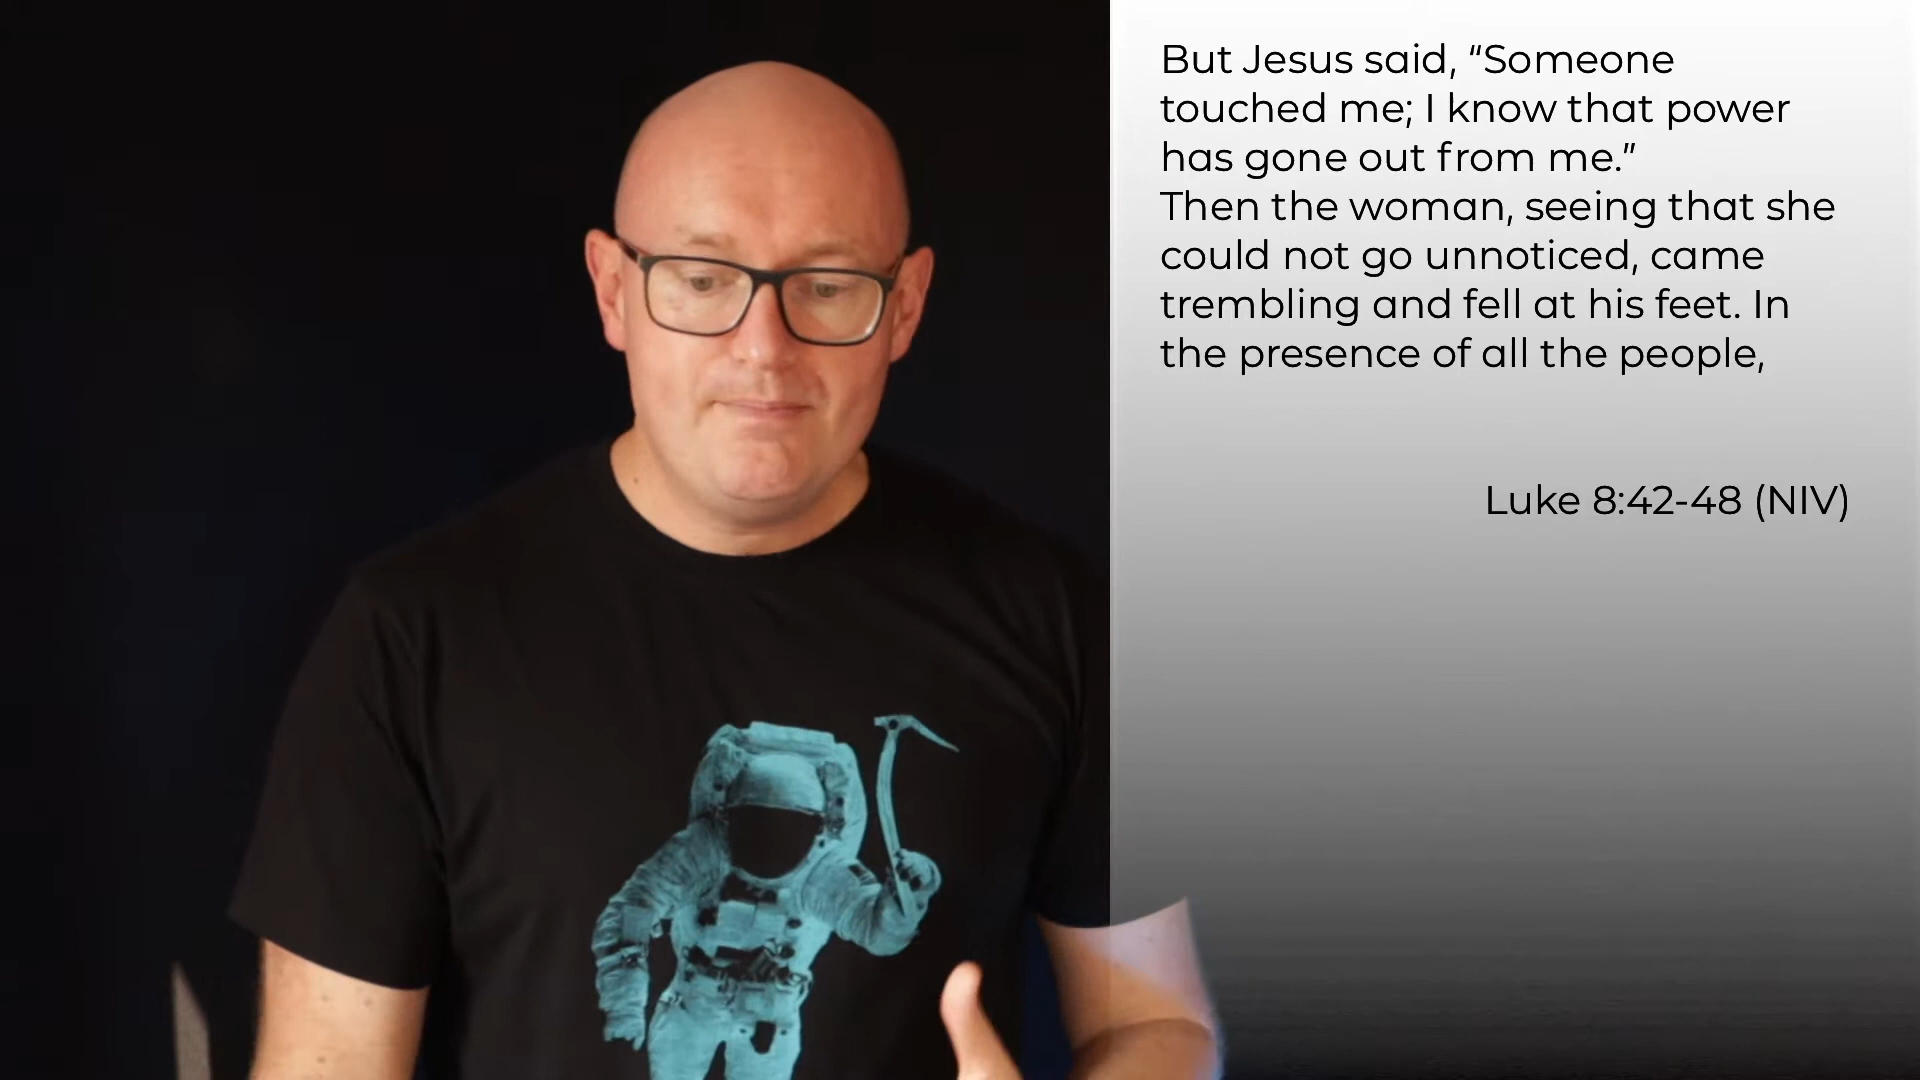 But Jesus said, “Someone
touched me; I know that power
has gone out from me.”
Then the woman, seeing that she
could not go unnoticed, came
trembling and fell at his feet. In
the presence of all the people,
Luke 8:42-48 (NIV)